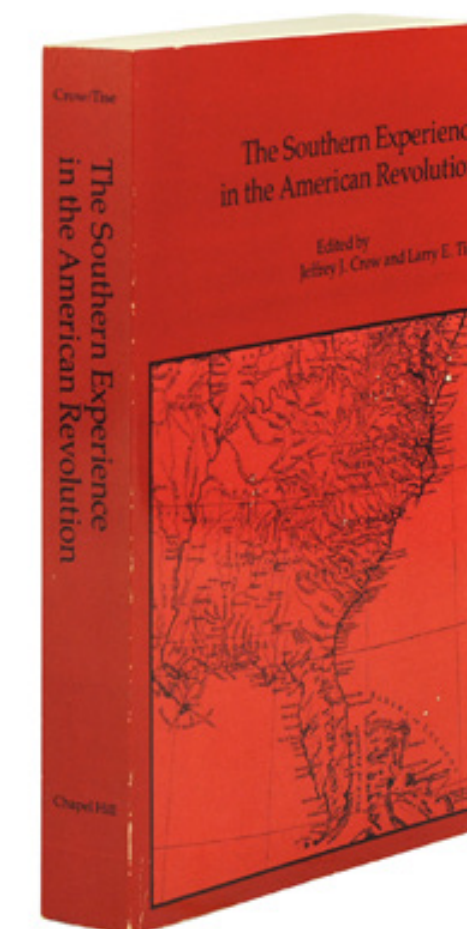 Crow/Tise
The Southern Experience
in the American Revolution
Chapel Hill
The Southern Experienc
in the American Revolutio
Edited by
Jeffrey J. Crow and Larry E. Ti